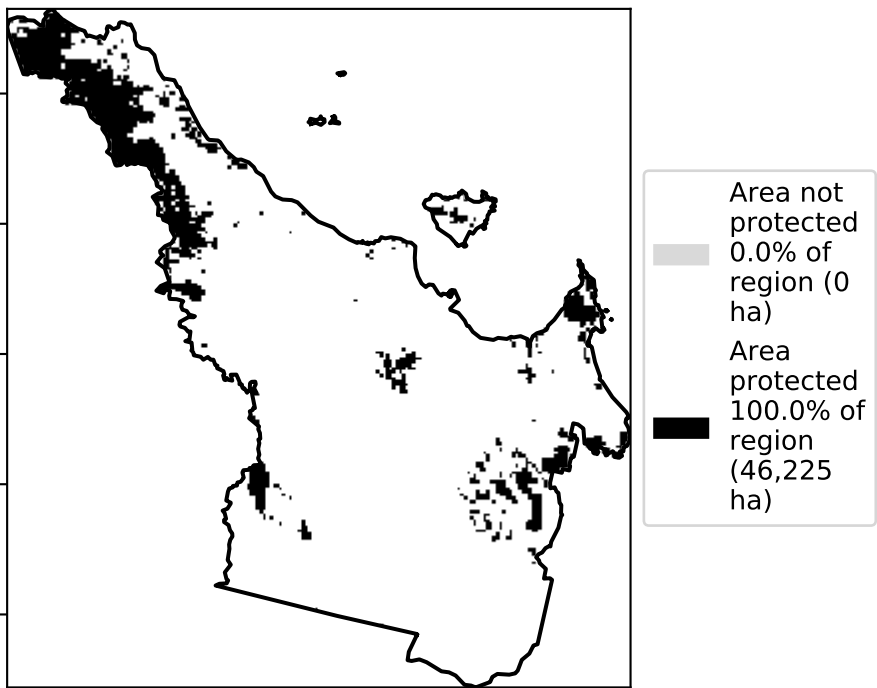 Area not
protected
0.0% of
region (0
ha)
Area
protected
100.0% of
region
(46,225
ha)